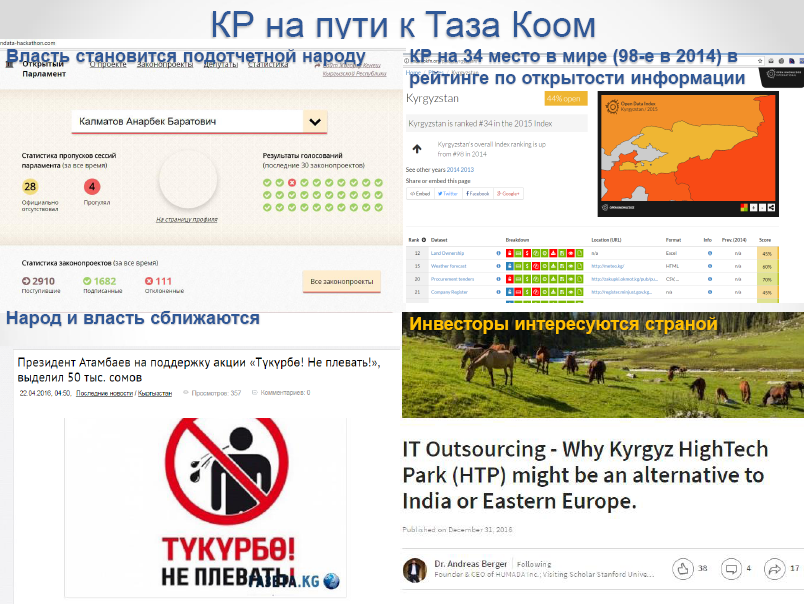 КР на пути к Таза Коом
ndata-hackathon.com
Власть становится подотчетной народу
Открытый
Парламент
О проекте Законопроекты Депутаты Статистика
Кыргызской Республики
Калматов Анарбек Баратович
Статистика пропусков сессий
парламента (за все время)
28
4
Официально
отсутствовал
Прогулял
На страницу профиля
Результаты голосований
(последние 30 законопроектов)
Статистика законопроектов (за все время)
2910
Поступившие
1682
Подписанные
111
Отклоненные
Все законопроекты
КР на 34 место в мире (98-е в 2014) в
рейтинге по открытости информации
Kyrgyzstan
44% open
Kyrgyzstan is ranked #34 in the 2015 Index
Kyrgyzstan's overall Index ranking is up
from #98 in 2014
See other years 2014 2013
Share or embed this page:
Embed Twitter Facebook Google+
Open Data Index
Kyrgyzstan / 2015
Rank Dataset Breakdown Location (URL) Format Info Prev. (2014) Score
12 Land Ownership n/a Excel n/a 45%
15 Weather forecast http://meteo.kg/ HTML n/a 60%
20 Procurement tenders CSV... n/a 70%
21 Company Register n/a 45%
Народ и власть сближаются
Президент Атамбаев на поддержку акции «Түкүрбө! Не плевать!»,
выделил 50 тыс. сомов
22.04.2016, 04:50, Последние новости / Кыргызстан Просмотров: 357 Комментариев: 0
ТҮКҮРБӨ!
НЕ ПЛЕВАТЬ!
ГАЗЕТА.KG
Инвесторы интересуются страной
IT Outsourcing - Why Kyrgyz HighTech
Park (HTP) might be an alternative to
India or Eastern Europe.
Published on December 31, 2015
Dr. Andreas Berger Following
Founder & CEO of HUMADA Inc.; Visiting Scholar Stanford Unive...
38
4
17